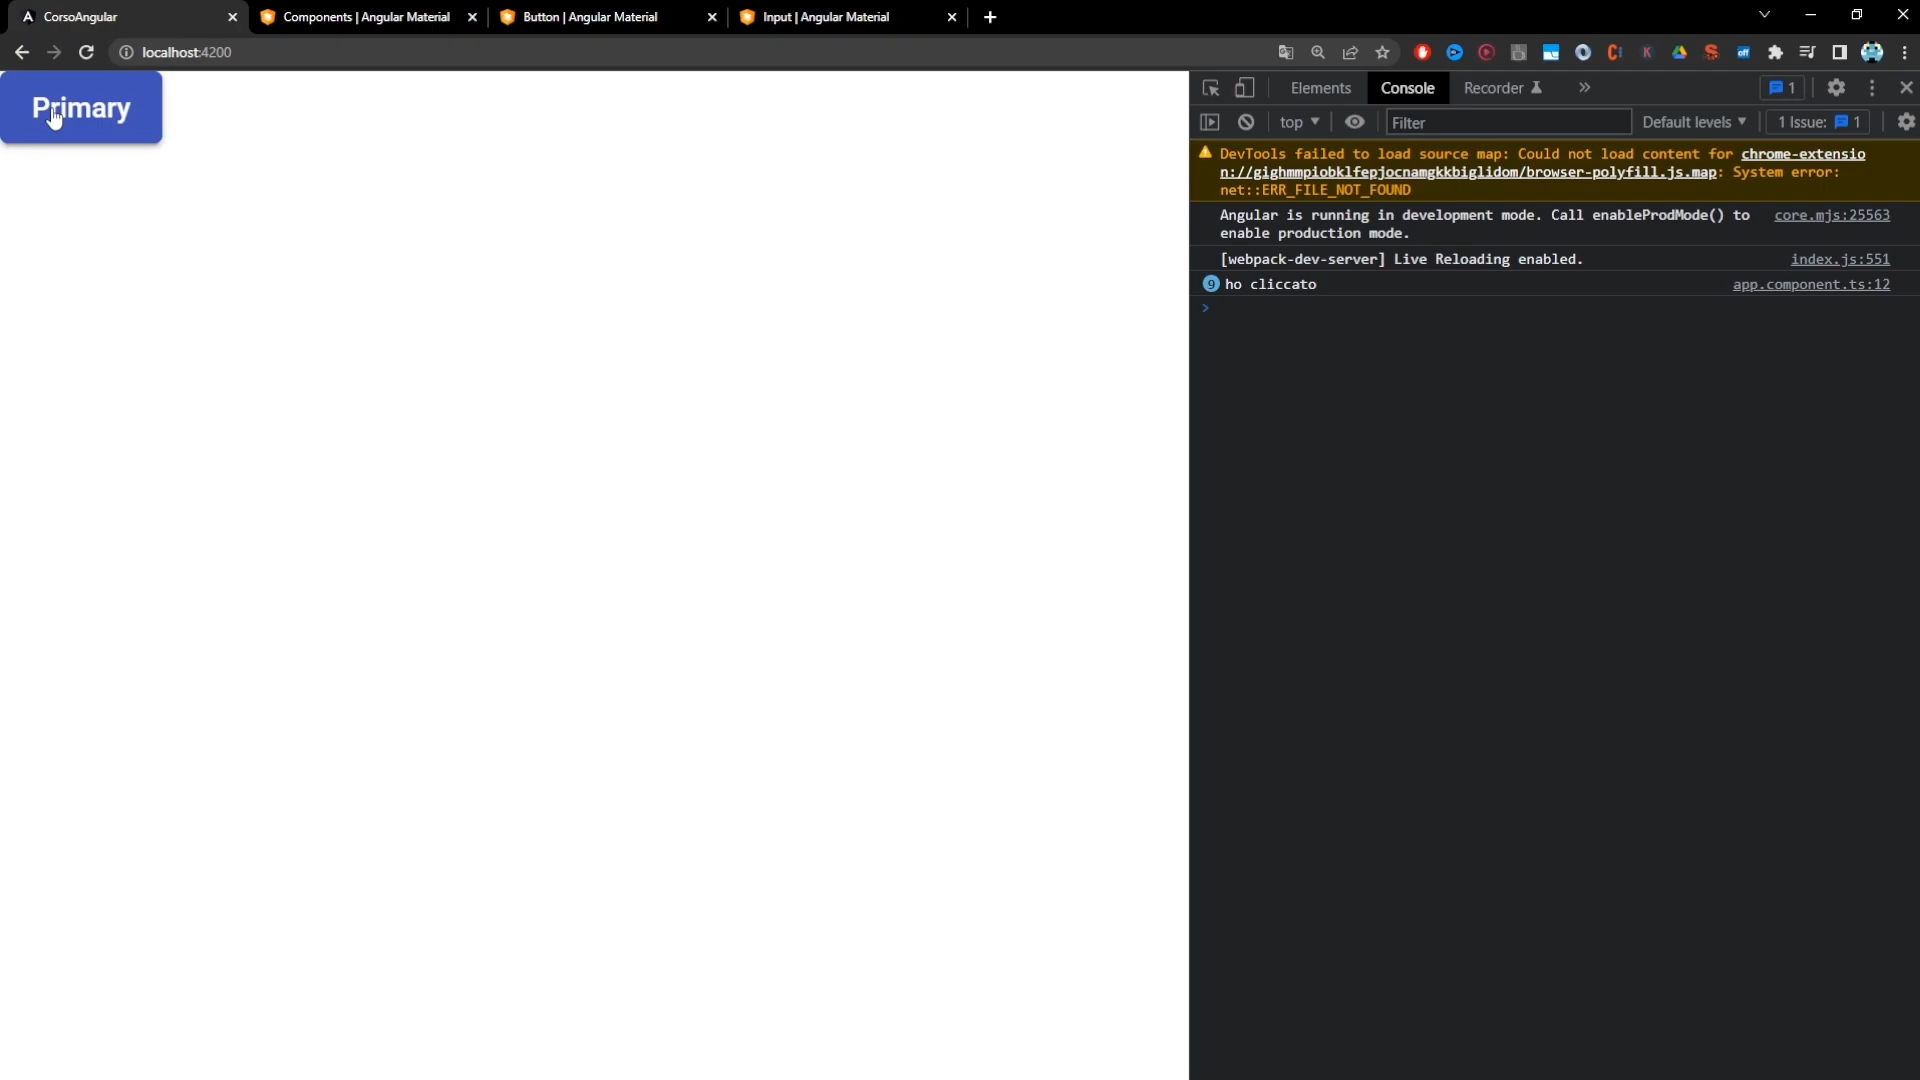 CorsoAngular
Components | Angular Material
Button | Angular Material
Input | Angular Material
localhost:4200
off
Primary
Elements
Console
Recorder
1
top
Filter
Default levels
1 Issue: 1
DevTools failed to load source map: Could not load content for chrome-extensio
n://gighmmpiobklfepjocnamgkkbiglidom/browser-polyfill.js.map: System error:
net::ERR_FILE_NOT_FOUND
Angular is running in development mode. Call enableProdMode() to core.mjs:25563
enable production mode.
[webpack-dev-server] Live Reloading enabled. index.js:551
9 ho cliccato app.component.ts:12